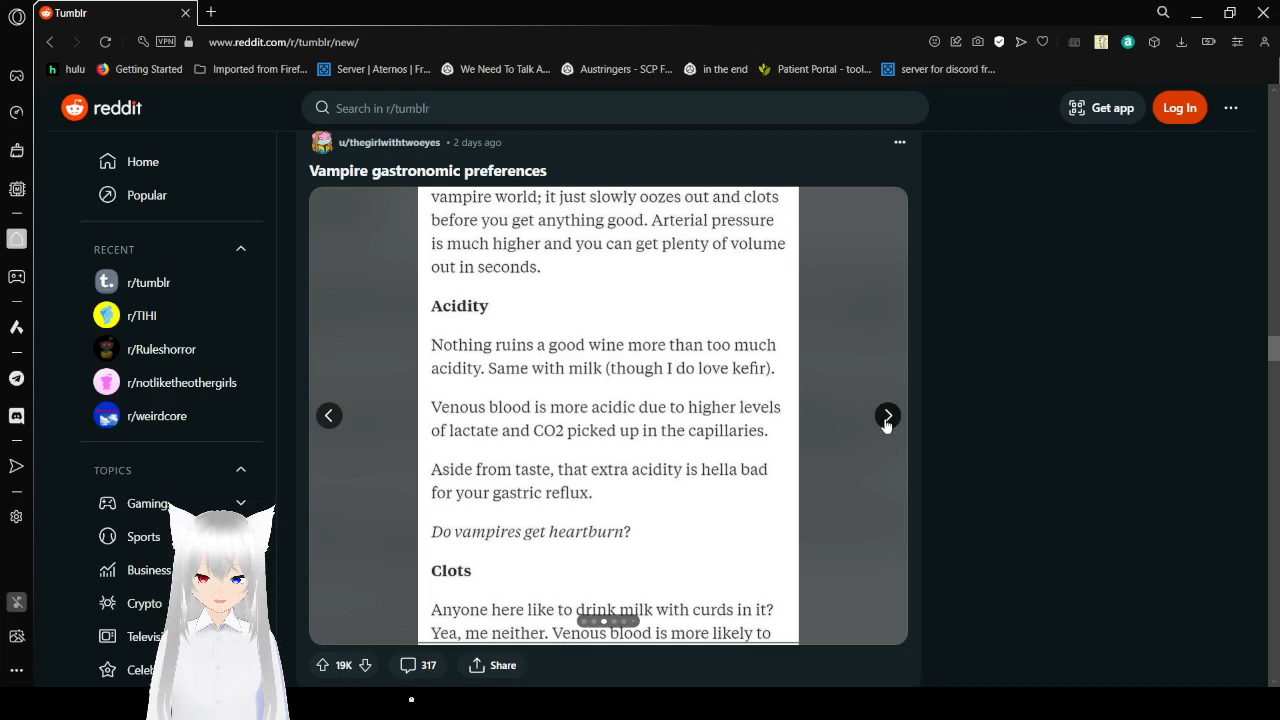 Tumblr
www.reddit.com/r/tumblr/new/
VPN
hulu
Getting Started
Imported from Firef...
Server | Aternos | Fr...
We Need To Talk A...
Austringers - SCP F...
in the end
Patient Portal - tool...
server for discord fr...
reddit
Search in r/tumblr
Get app
Log In
Home
Popular
RECENT
r/tumblr
r/TIHI
r/Ruleshorror
r/notliketheothergirls
r/weirdcore
TOPICS
Gaming
Sports
Business
Crypto
Televisi
Celeb
u/thegirlwithtwoeyes • 2 days ago
Vampire gastronomic preferences
vampire world; it just slowly oozes out and clots
before you get anything good. Arterial pressure
is much higher and you can get plenty of volume
out in seconds.
Acidity
Nothing ruins a good wine more than too much
acidity. Same with milk (though I do love kefir).
Venous blood is more acidic due to higher levels
of lactate and CO2 picked up in the capillaries.
Aside from taste, that extra acidity is hella bad
for your gastric reflux.
Do vampires get heartburn?
Clots
Anyone here like to drink milk with curds in it?
Yea, me neither. Venous blood is more likely to
19K
317
Share